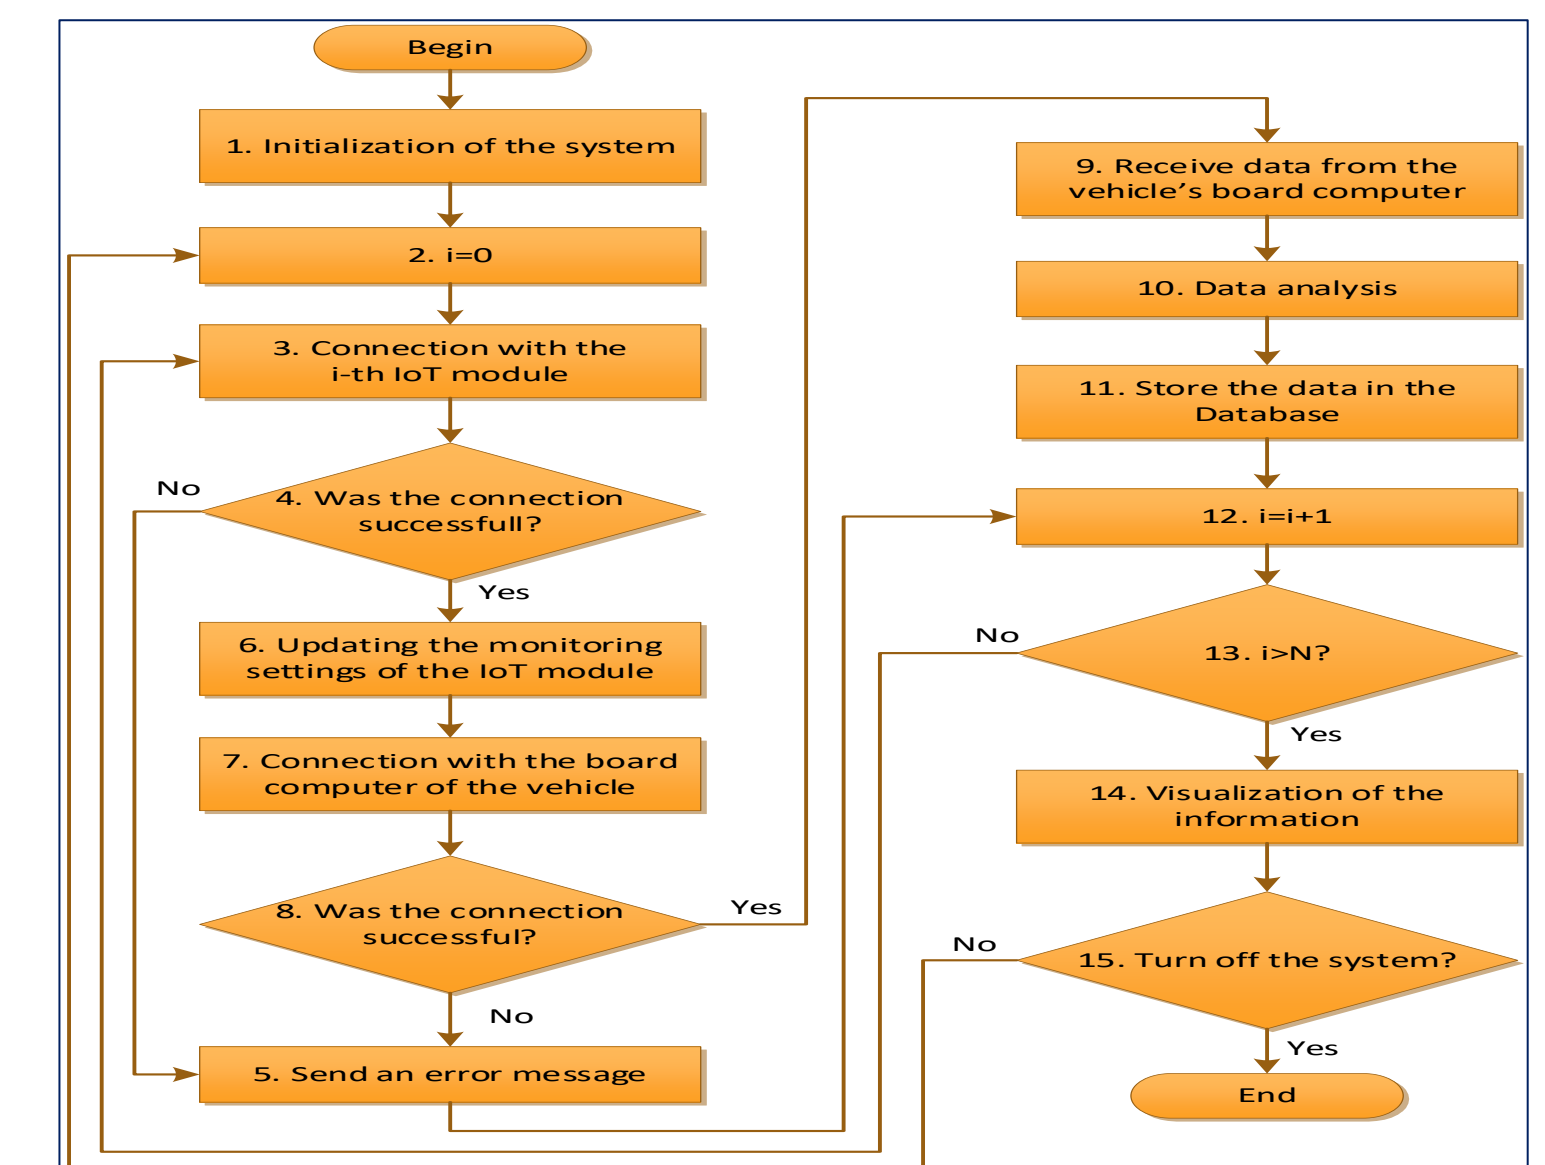 Begin
1. Initialization of the system
2. i=0
3. Connection with the
i-th IoT module
No
4. Was the connection
successfull?
Yes
6. Updating the monitoring
settings of the IoT module
7. Connection with the board
computer of the vehicle
8. Was the connection
successful?
Yes
No
5. Send an error message
9. Receive data from the
vehicle’s board computer
10. Data analysis
11. Store the data in the
Database
12. i=i+1
No
13. i>N?
Yes
14. Visualization of the
information
No
15. Turn off the system?
Yes
End